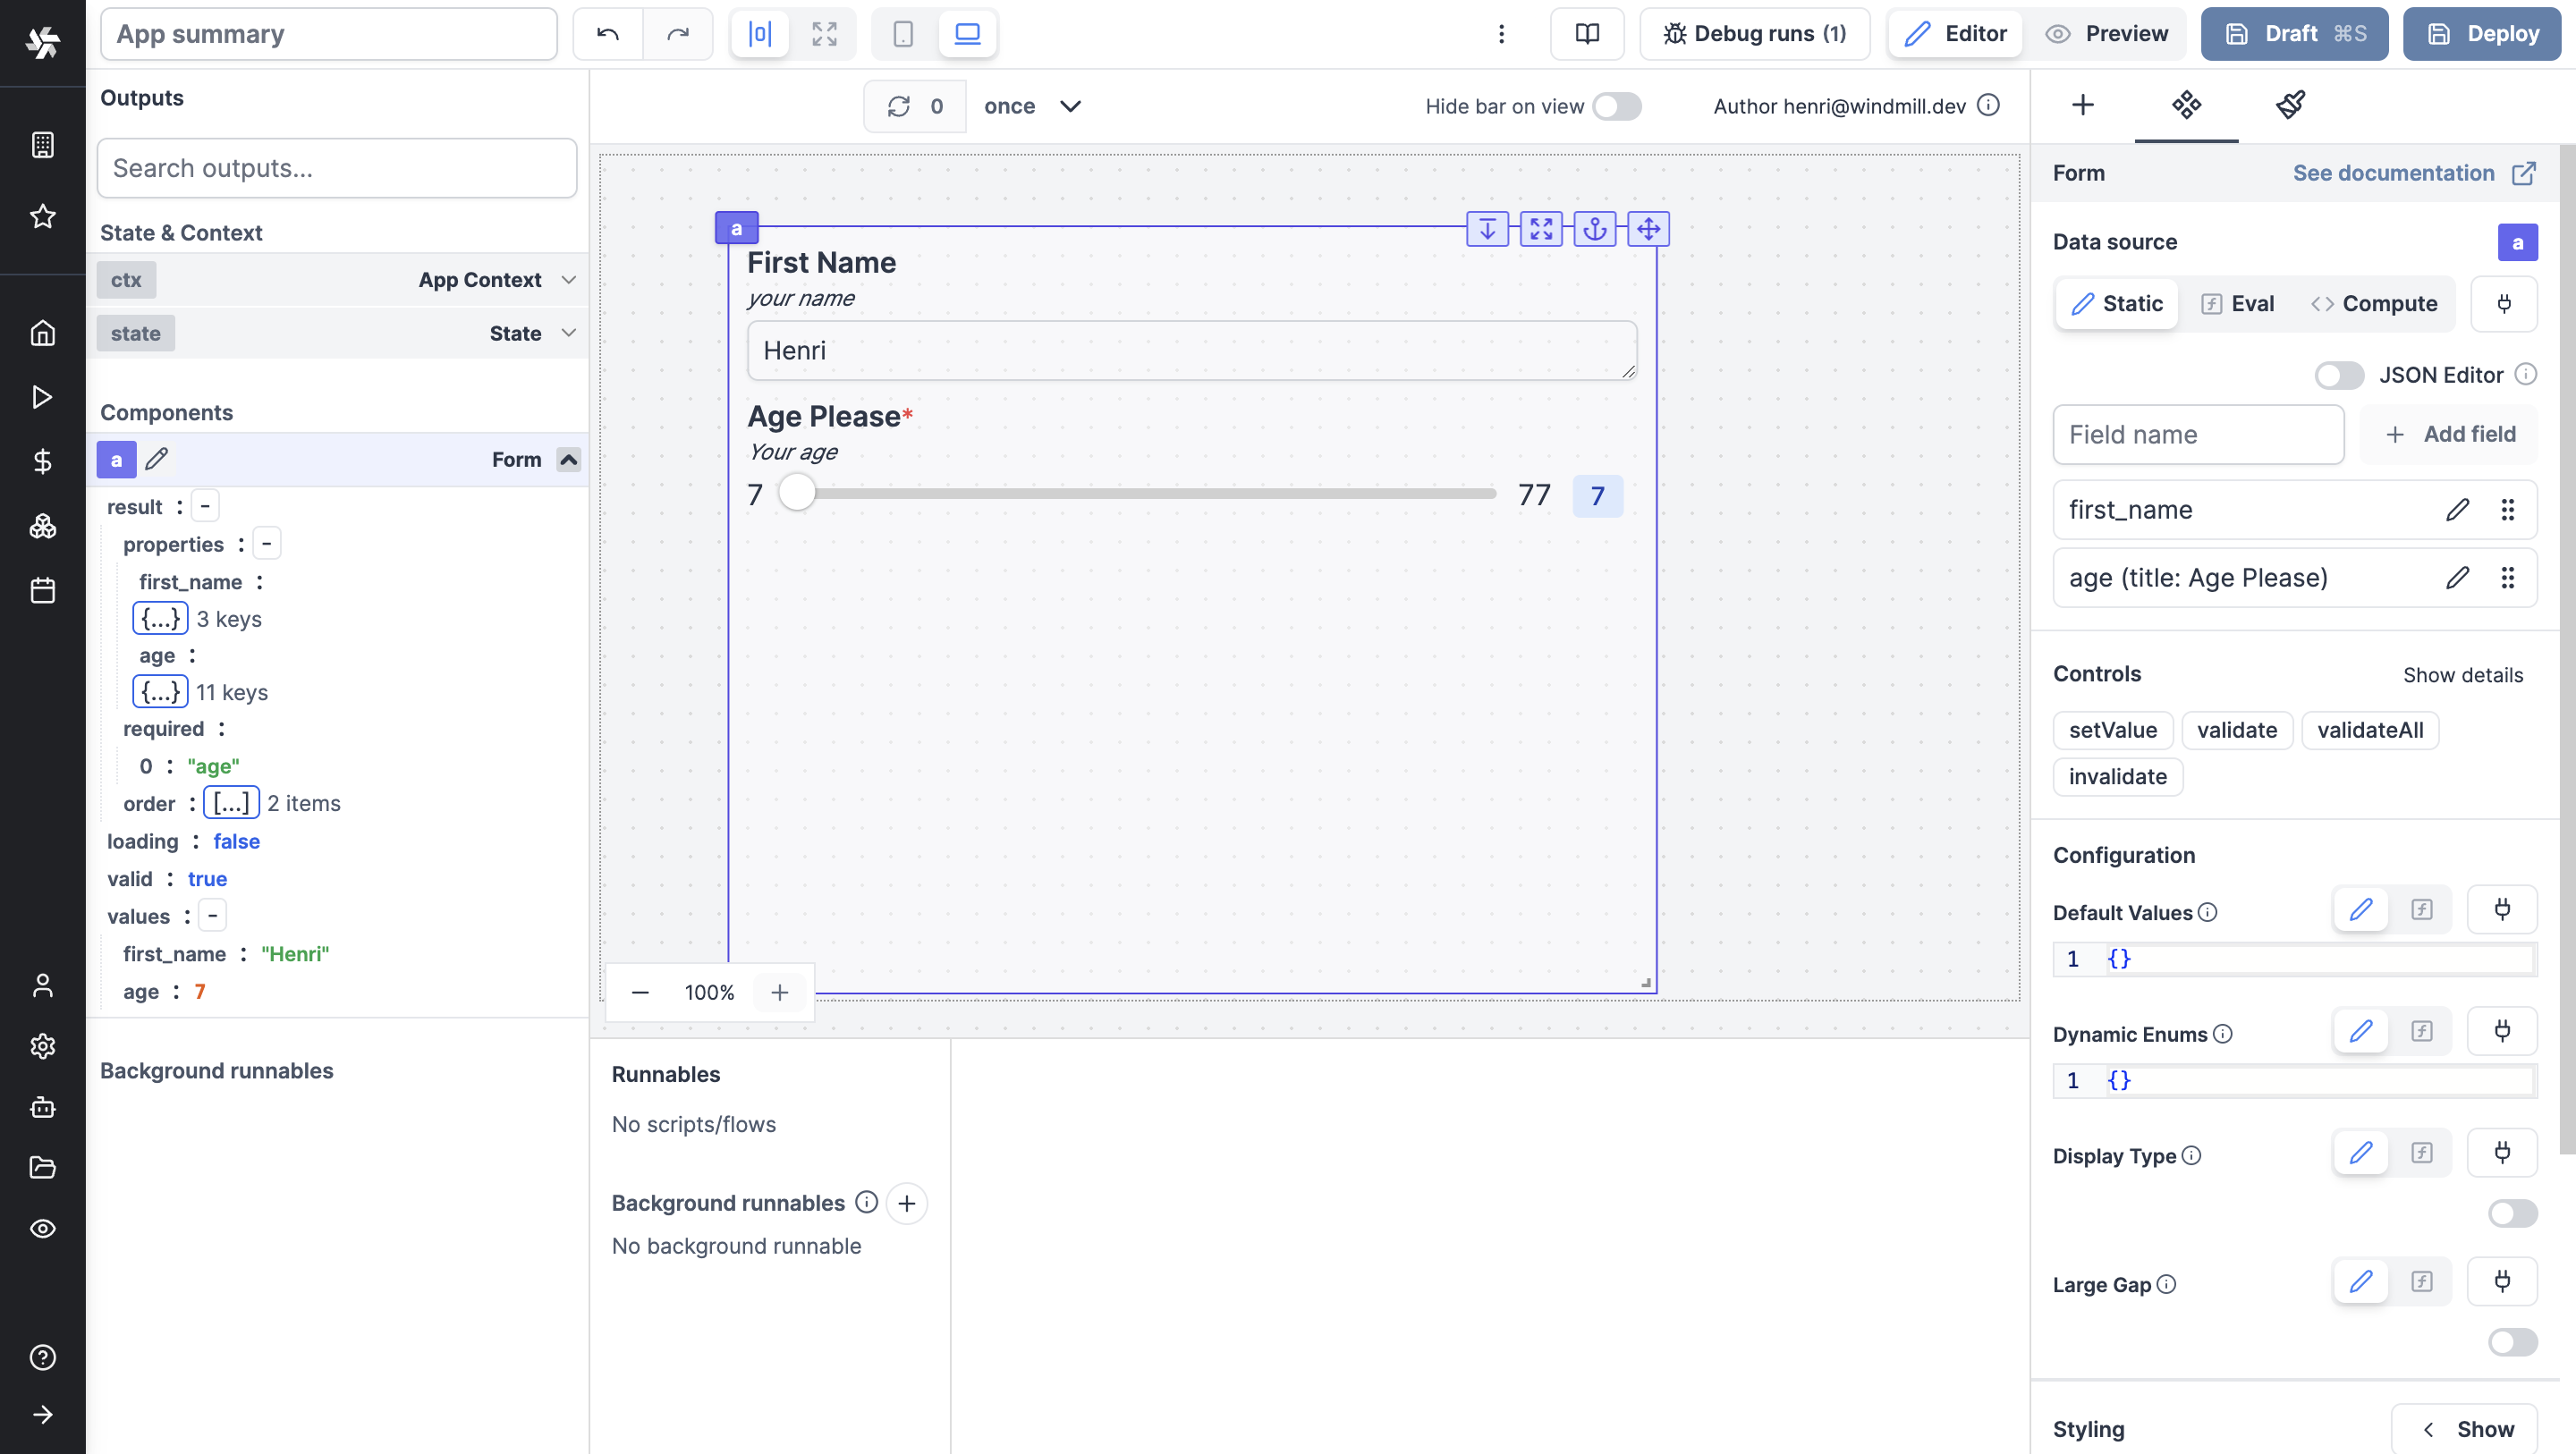 App summary
Debug runs (1)
Editor
Preview
Draft ⌘S
Deploy
Outputs
Search outputs...
State & Context
ctx
App Context
state
State
Components
a
Form
result : -
properties : -
first_name :
{...} 3 keys
age :
{...} 11 keys
required :
0 : "age"
order : [...] 2 items
loading : false
valid : true
values : -
first_name : "Henri"
age : 7
Background runnables
0
once
Hide bar on view
Author henri@windmill.dev
a
First Name
your name
Henri
Age Please*
Your age
7
77
7
100%
Runnables
No scripts/flows
Background runnables
No background runnable
Form
See documentation
Data source
a
Static
Eval
Compute
JSON Editor
Field name
Add field
first_name
age (title: Age Please)
Controls
Show details
setValue
validate
validateAll
invalidate
Configuration
Default Values
1 {}
Dynamic Enums
1 {}
Display Type
Large Gap
Styling
Show